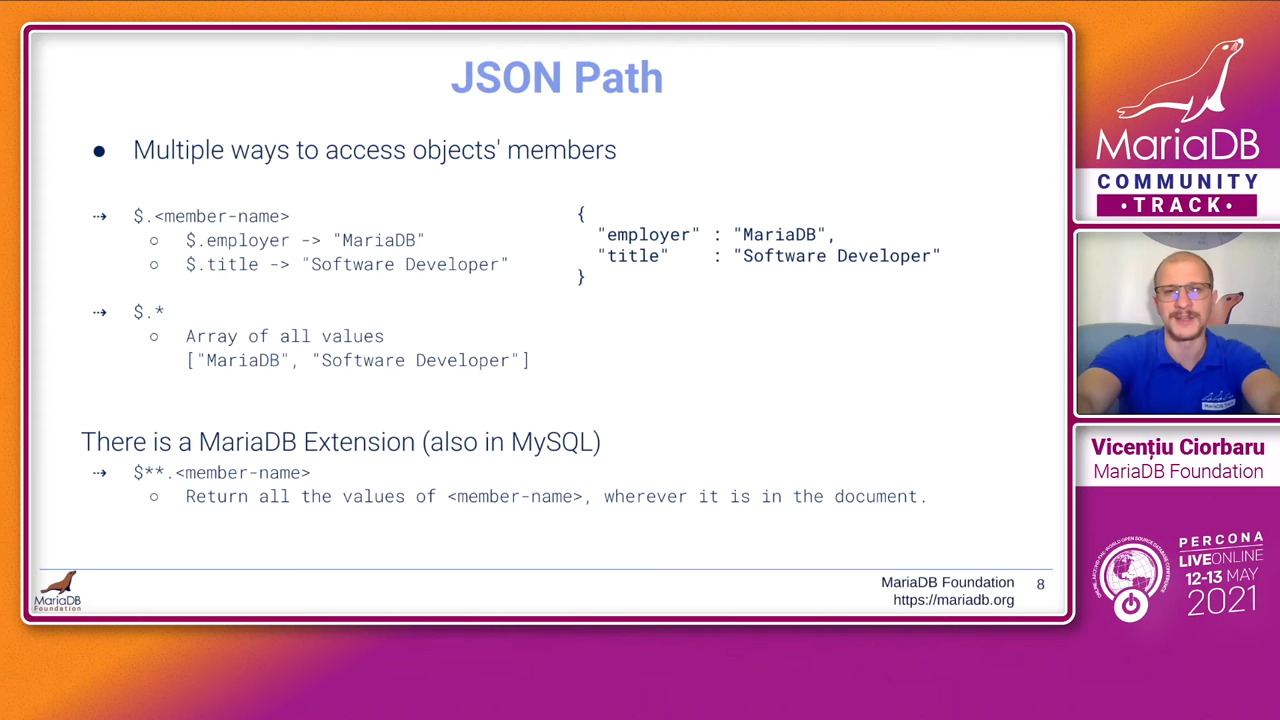 JSON Path
● Multiple ways to access objects' members
⇢ $.<member-name>
○ $.employer -> "MariaDB"
○ $.title -> "Software Developer"
{
"employer" : "MariaDB",
"title" : "Software Developer"
}
⇢ $.*
○ Array of all values
["MariaDB", "Software Developer"]
There is a MariaDB Extension (also in MySQL)
⇢ $**.<member-name>
○ Return all the values of <member-name>, wherever it is in the document.
MariaDB
Foundation
MariaDB Foundation
https://mariadb.org
8
MariaDB
COMMUNITY
•TRACK•
Vicențiu Ciorbaru
MariaDB Foundation
PERCONA
LIVEONLINE
12-13 MAY
2021